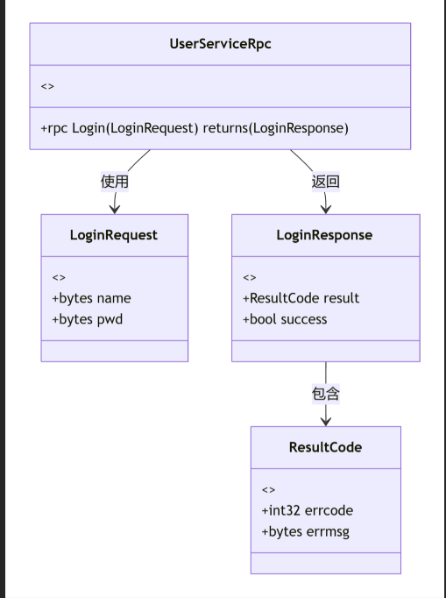 UserServiceRpc
<>
+rpc Login(LoginRequest) returns(LoginResponse)
使用
返回
LoginRequest
<>
+bytes name
+bytes pwd
LoginResponse
<>
+ResultCode result
+bool success
包含
ResultCode
<>
+int32 errcode
+bytes errmsg